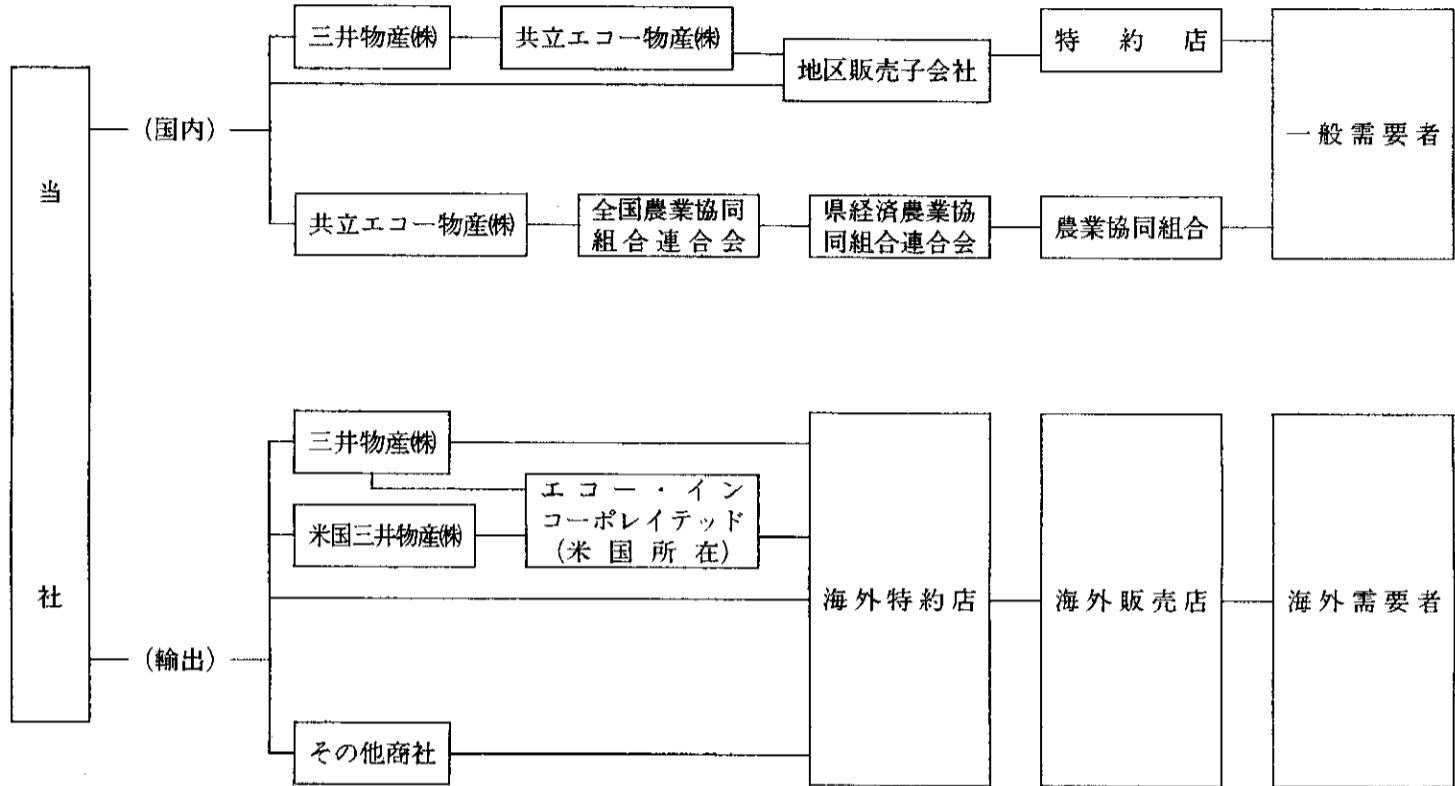 当社
(国内)
三井物産㈱
共立エコー物産㈱
地区販売子会社
特約店
一般需要者
共立エコー物産㈱
全国農業協同
組合連合会
県経済農業協
同組合連合会
農業協同組合
(輸出)
三井物産㈱
米国三井物産㈱
エコー・イン
コーポレイテッド
(米国所在)
その他商社
海外特約店
海外販売店
海外需要者